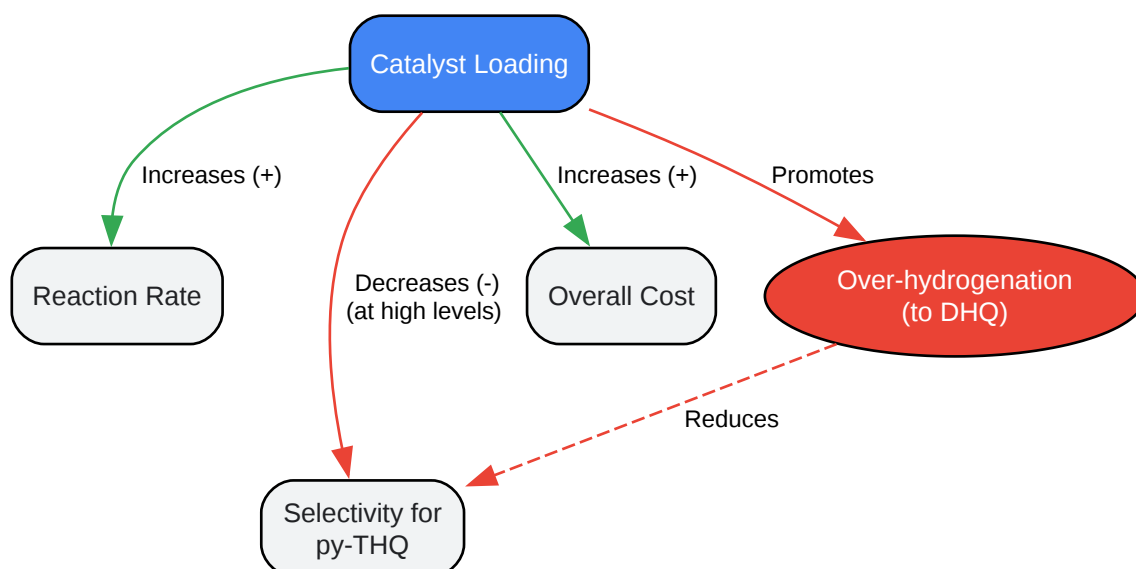 Catalyst Loading
Increases (+)
Increases (+)
Promotes
Reaction Rate
Decreases (-)
(at high levels)
Overall Cost
Over-hydrogenation
(to DHQ)
Reduces
Selectivity for
py-THQ